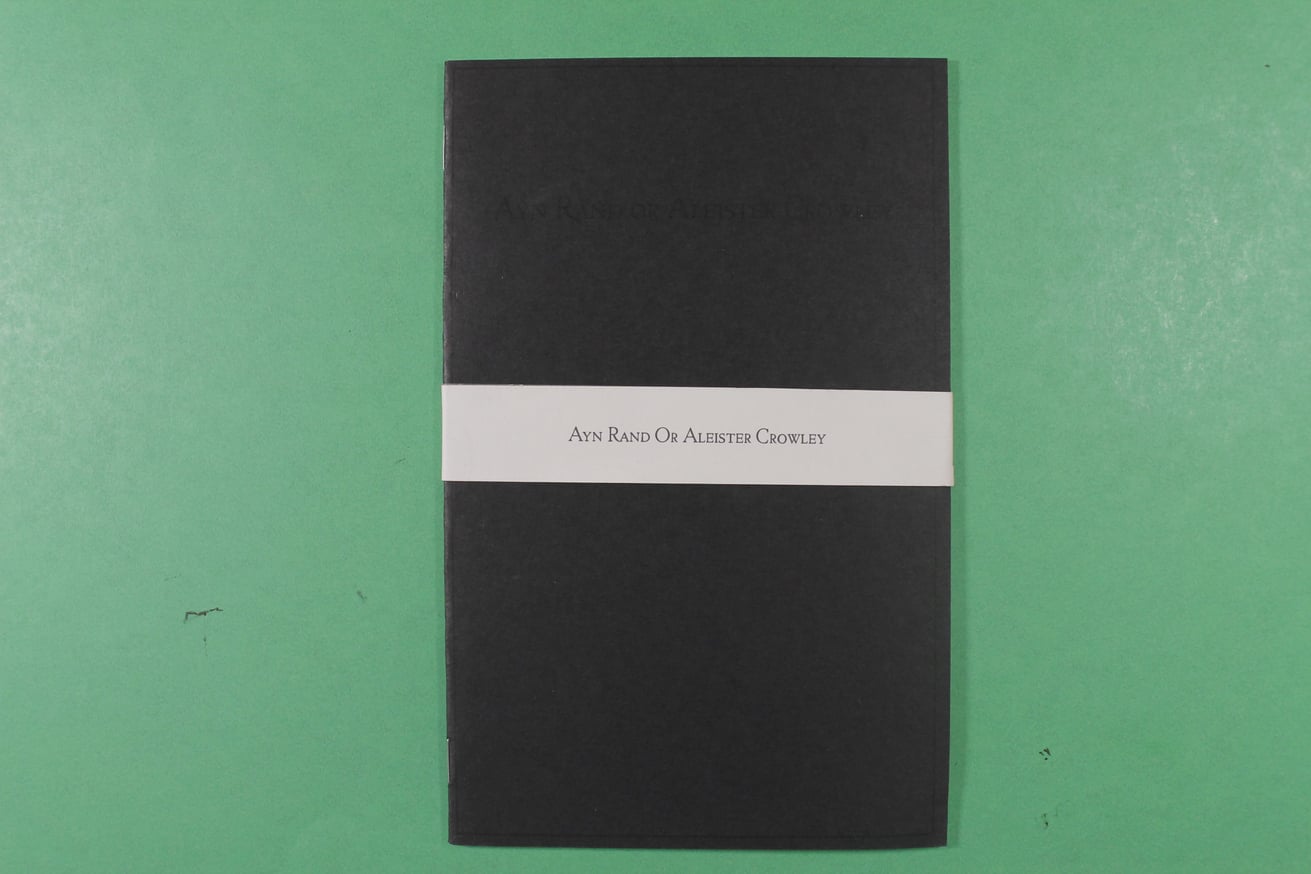 Ayn Rand or Aleister Crowley
Ayn Rand Or Aleister Crowley